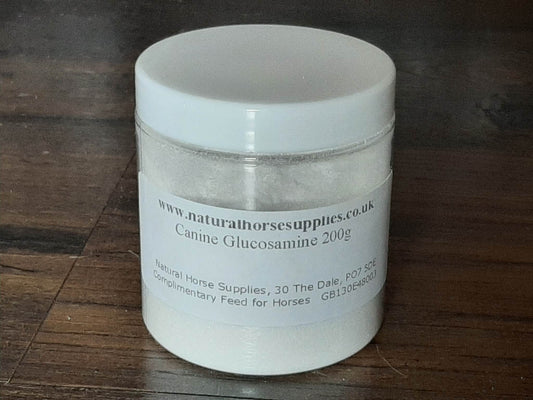 www.naturalhorsesupplies.co.uk
Canine Glucosamine 200g
Natural Horse Supplies, 30 The Dale, PO7 5DE
Complimentary Feed for Horses GB130E48003